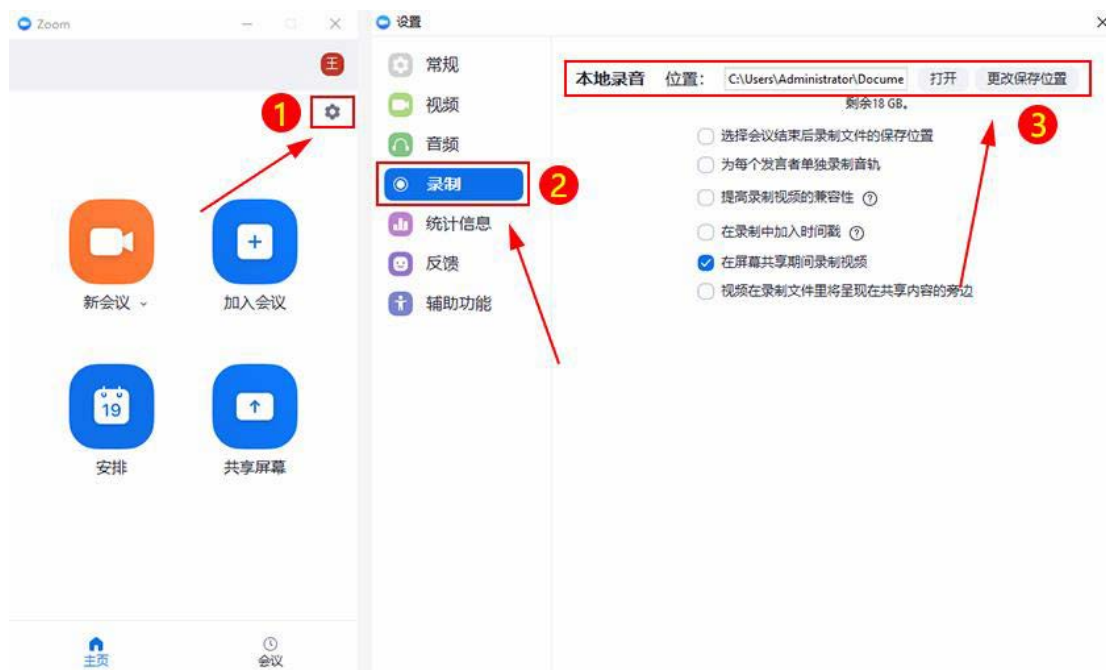 Zoom
王
1
新会议
加入会议
19
安排
共享屏幕
主页
会议
设置
常规
视频
音频
录制
2
统计信息
反馈
辅助功能
本地录音 位置： C:\Users\Administrator\Docume 打开 更改保存位置
剩余18 GB。
3
选择会议结束后录制文件的保存位置
为每个发言者单独录制音轨
提高录制视频的兼容性 ?
在录制中加入时间戳 ?
在屏幕共享期间录制视频
视频在录制文件里将呈现在共享内容的旁边